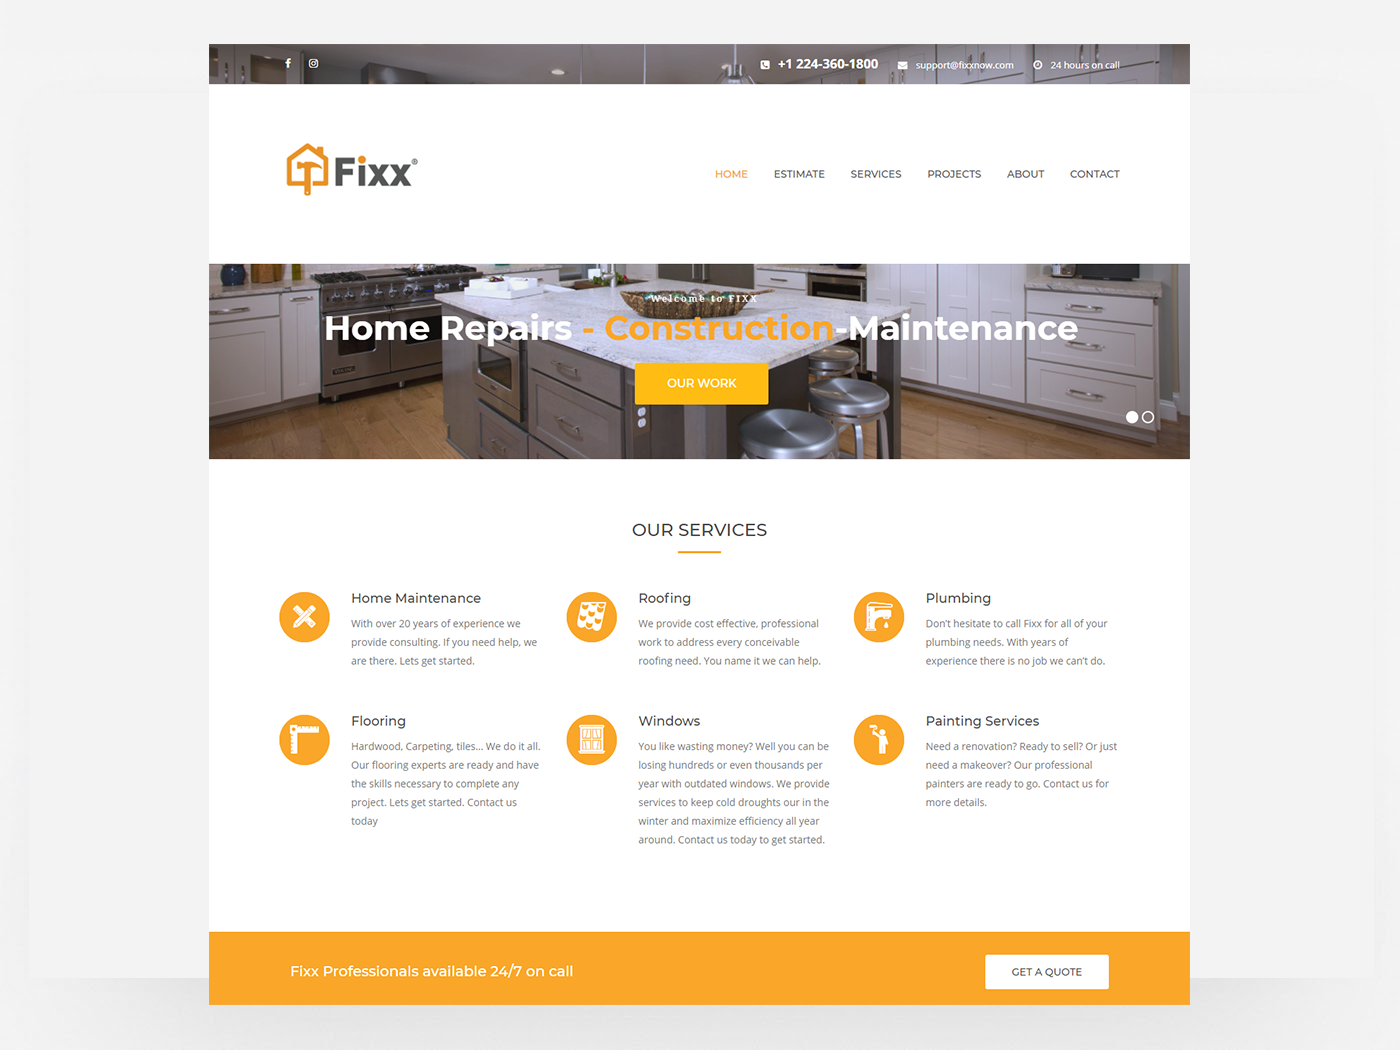 +1 224-360-1800 support@fixxnow.com 24 hours on call
Fixx®
HOME ESTIMATE SERVICES PROJECTS ABOUT CONTACT
Welcome to FIXX
Home Repairs - Construction-Maintenance
OUR WORK
OUR SERVICES
Home Maintenance
With over 20 years of experience we
provide consulting. If you need help, we
are there. Lets get started.
Roofing
We provide cost effective, professional
work to address every conceivable
roofing need. You name it we can help.
Plumbing
Don't hesitate to call Fixx for all of your
plumbing needs. With years of
experience there is no job we can't do.
Flooring
Hardwood, Carpeting, tiles... We do it all.
Our flooring experts are ready and have
the skills necessary to complete any
project. Lets get started. Contact us
today
Windows
You like wasting money? Well you can be
losing hundreds or even thousands per
year with outdated windows. We provide
services to keep cold droughts our in the
winter and maximize efficiency all year
around. Contact us today to get started.
Painting Services
Need a renovation? Ready to sell? Or just
need a makeover? Our professional
painters are ready to go. Contact us for
more details.
Fixx Professionals available 24/7 on call
GET A QUOTE